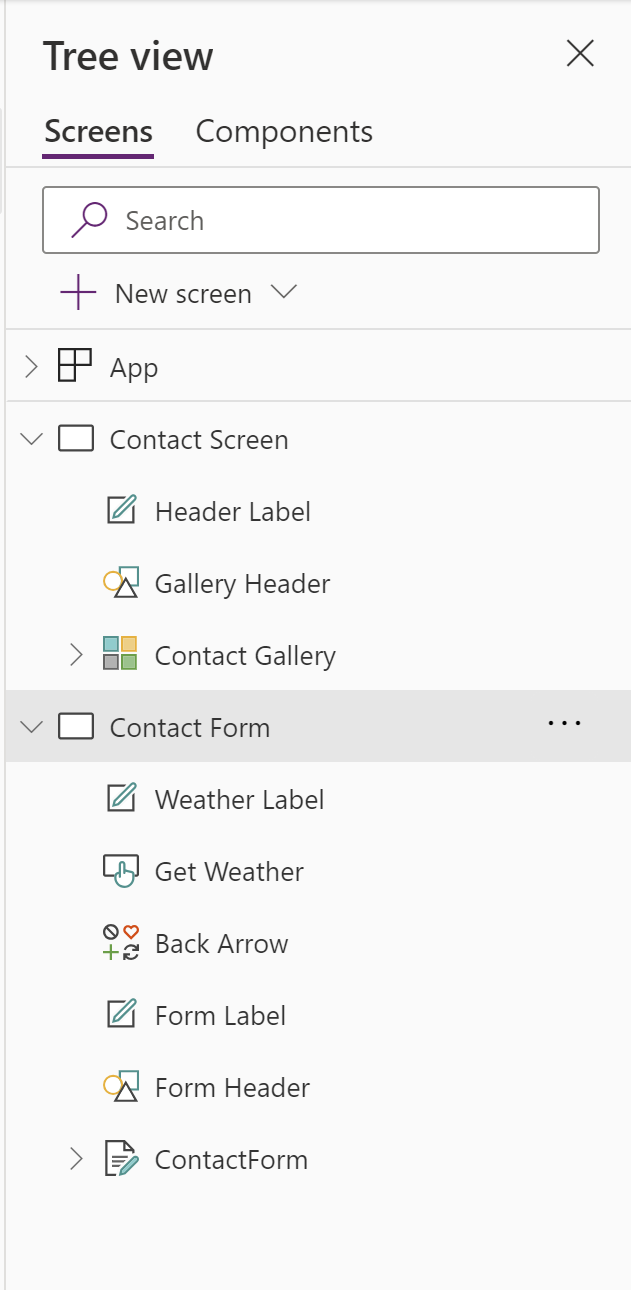 Tree view
Screens Components
Search
New screen
App
Contact Screen
Header Label
Gallery Header
Contact Gallery
Contact Form ...
Weather Label
Get Weather
Back Arrow
Form Label
Form Header
ContactForm